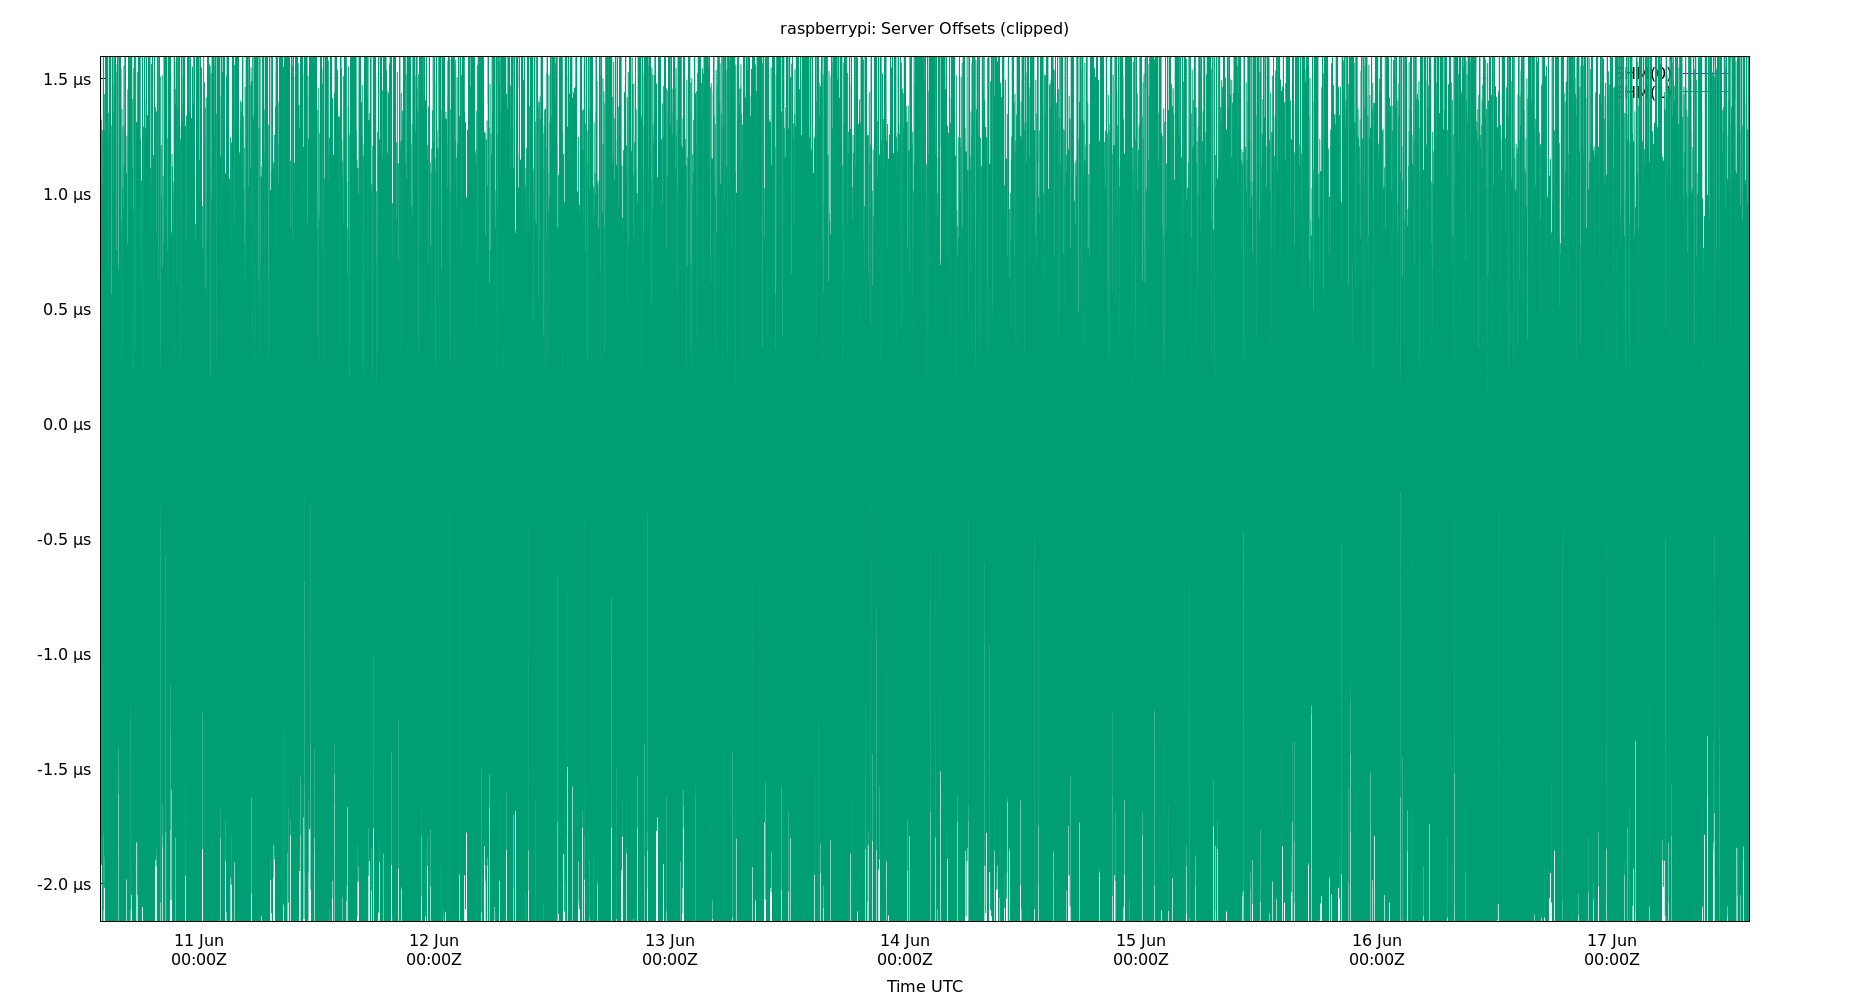 raspberrypi: Server Offsets (clipped)
1.5 µs
1.0 µs
0.5 µs
0.0 µs
-0.5 µs
-1.0 µs
-1.5 µs
-2.0 µs
11 Jun 12 Jun 13 Jun 14 Jun 15 Jun 16 Jun 17 Jun
00:00Z 00:00Z 00:00Z 00:00Z 00:00Z 00:00Z 00:00Z
Time UTC